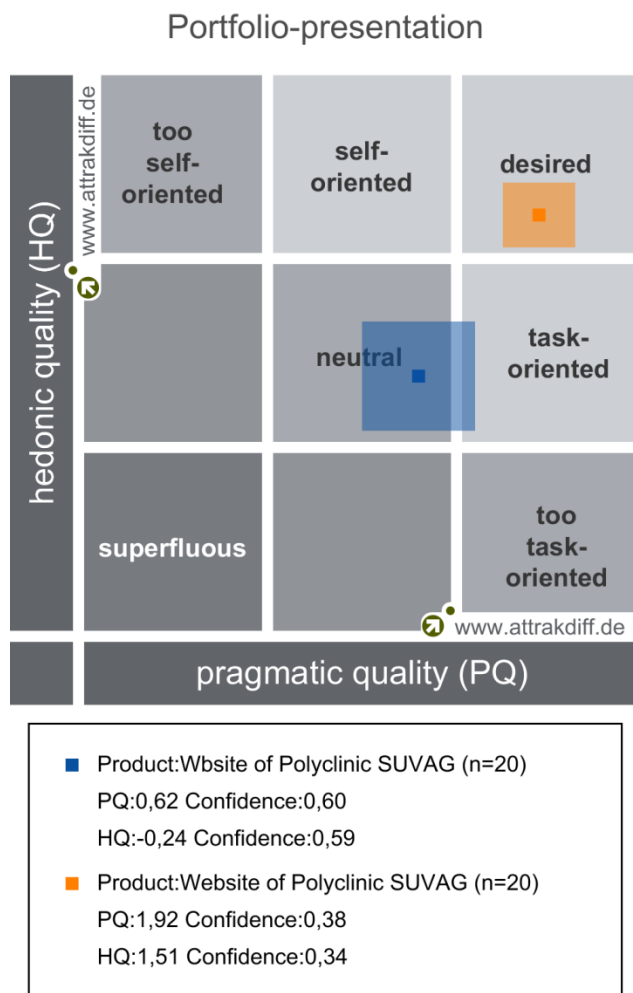 Portfolio-presentation
www.attrakdiff.de
hedonic quality (HQ)
too
self-
oriented
self-
oriented
desired
neutral
task-
oriented
superfluous
too
task-
oriented
www.attrakdiff.de
pragmatic quality (PQ)
Product:Wbsite of Polyclinic SUVAG (n=20)
PQ:0,62 Confidence:0,60
HQ:-0,24 Confidence:0,59
Product:Website of Polyclinic SUVAG (n=20)
PQ:1,92 Confidence:0,38
HQ:1,51 Confidence:0,34